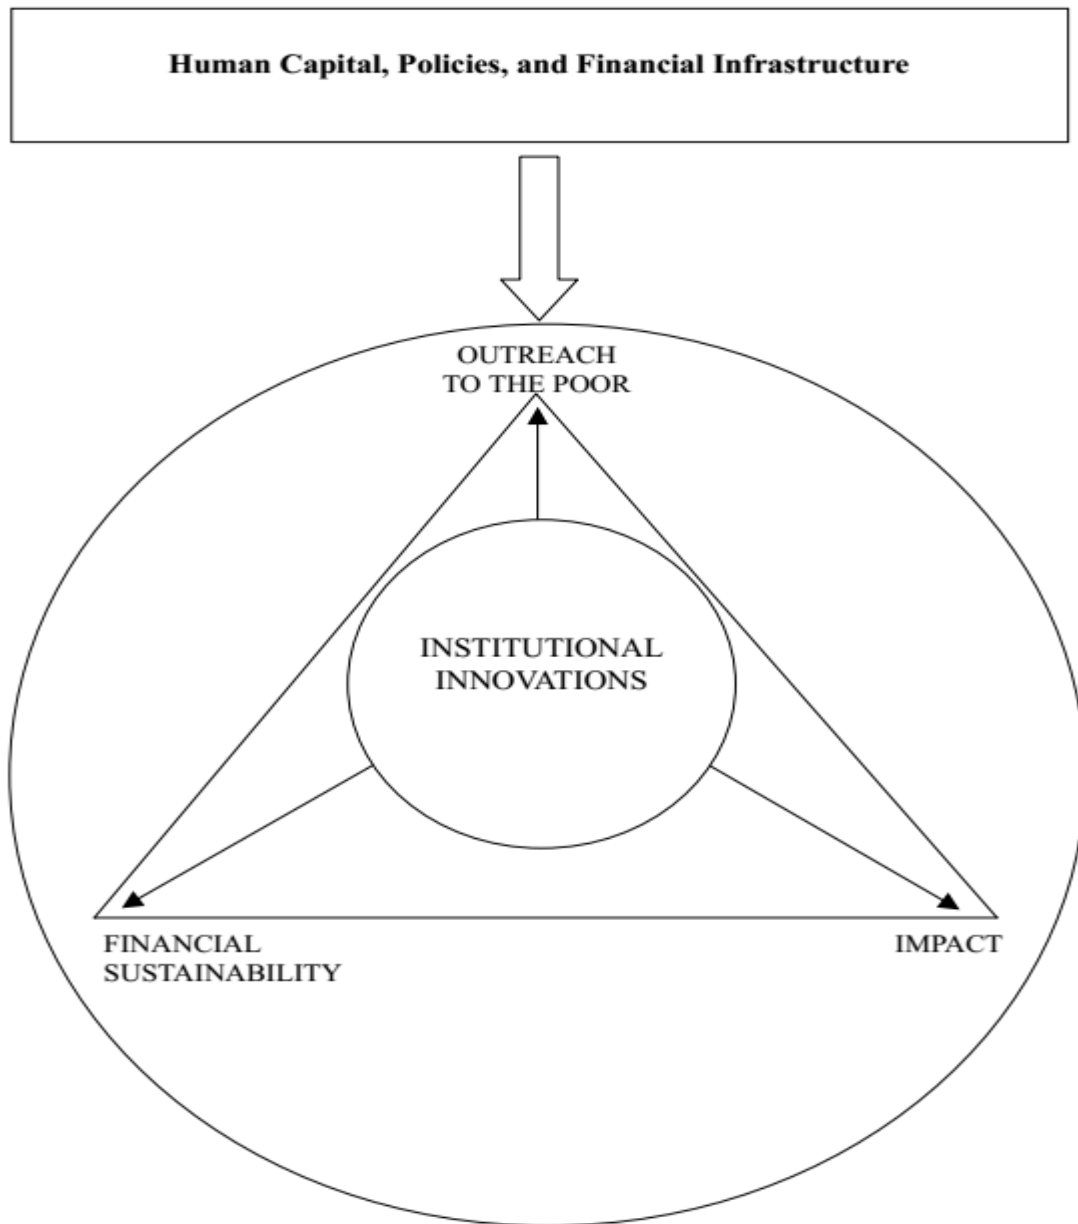 Human Capital, Policies, and Financial Infrastructure
OUTREACH
TO THE POOR
INSTITUTIONAL
INNOVATIONS
FINANCIAL
SUSTAINABILITY
IMPACT